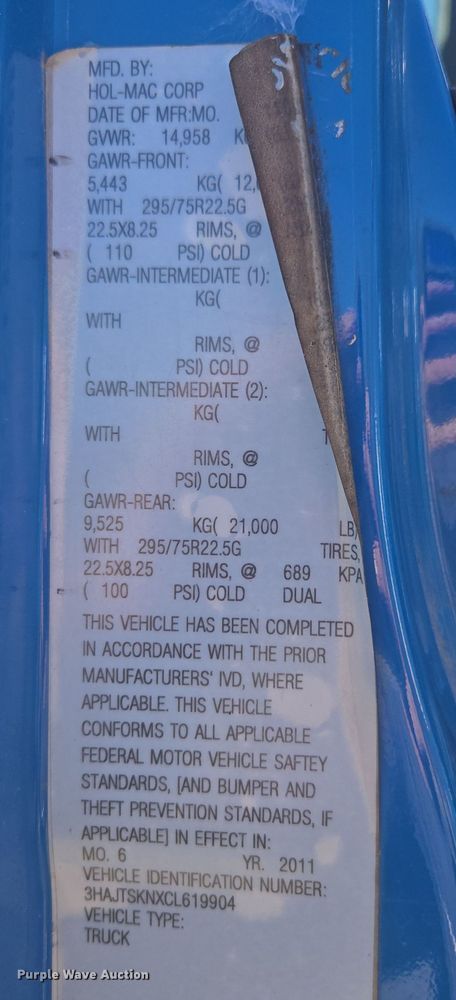 MFD. BY:
HOL-MAC CORP
DATE OF MFR:MO.
GVWR: 14,958
GAWR-FRONT:
5,443 KG( 12,
WITH 295/75R22.5G
22.5X8.25 RIMS, @
( 110 PSI) COLD
GAWR-INTERMEDIATE (1):
KG(
WITH
RIMS, @
( PSI) COLD
GAWR-INTERMEDIATE (2):
KG(
WITH
RIMS, @
( PSI) COLD
GAWR-REAR:
9,525 KG( 21,000 LB/
WITH 295/75R22.5G TIRES,
22.5X8.25 RIMS, @ 689 KPA
( 100 PSI) COLD DUAL
THIS VEHICLE HAS BEEN COMPLETED
IN ACCORDANCE WITH THE PRIOR
MANUFACTURERS' IVD, WHERE
APPLICABLE. THIS VEHICLE
CONFORMS TO ALL APPLICABLE
FEDERAL MOTOR VEHICLE SAFTEY
STANDARDS, [AND BUMPER AND
THEFT PREVENTION STANDARDS, IF
APPLICABLE] IN EFFECT IN:
MO. 6 YR. 2011
VEHICLE IDENTIFICATION NUMBER:
3HAJTSKNXCL619904
VEHICLE TYPE:
TRUCK
Purple Wave Auction